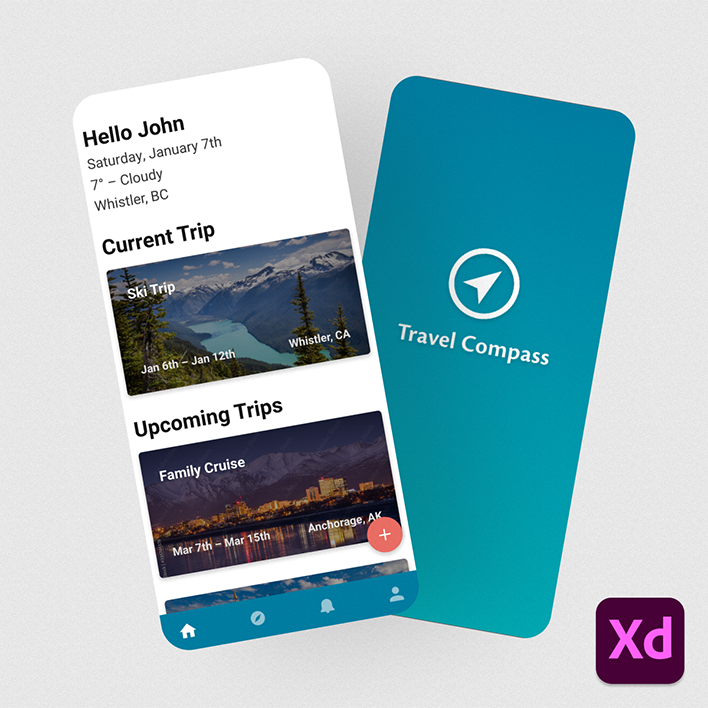 Hello John
Saturday, January 7th
7° – Cloudy
Whistler, BC
Current Trip
Ski Trip
Jan 6th – Jan 12th
Whistler, CA
Upcoming Trips
Family Cruise
Mar 7th – Mar 15th
Anchorage, AK
Travel Compass
Xd